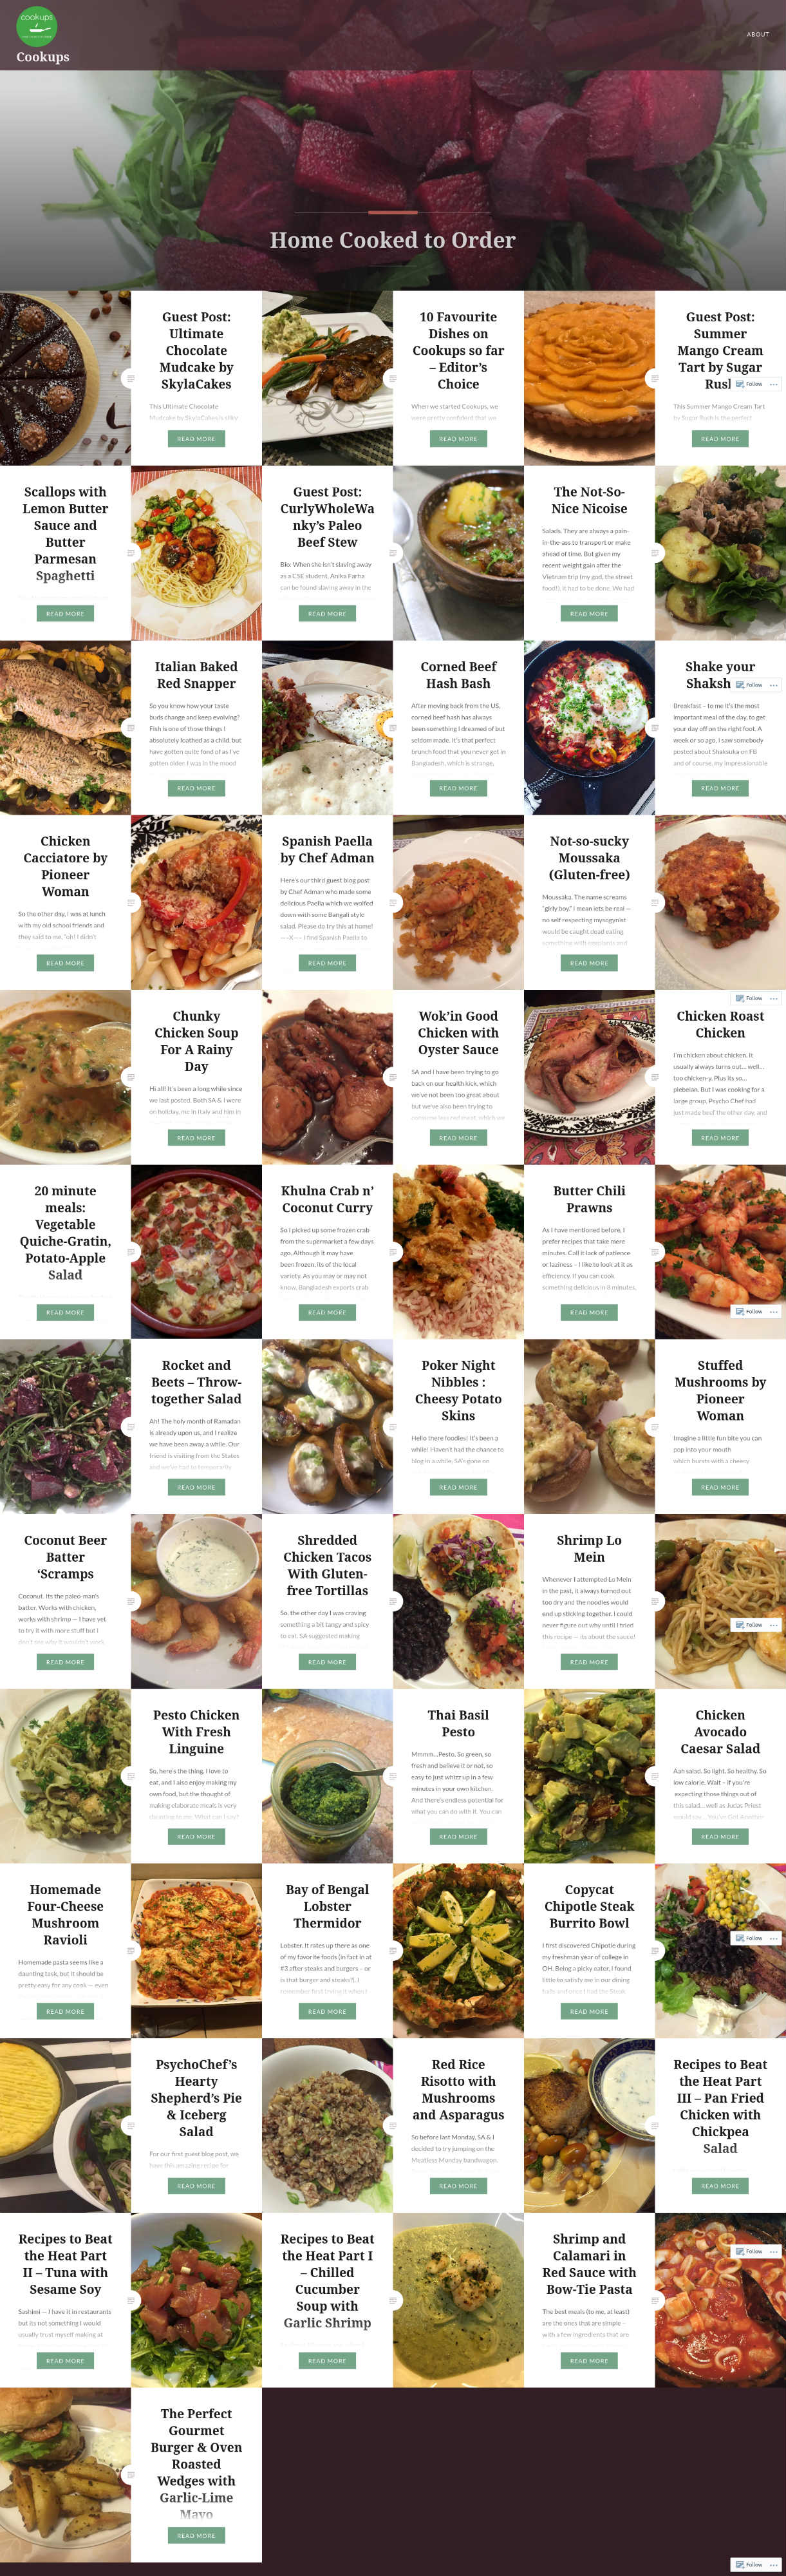 cookups
Cookups
ABOUT
Home Cooked to Order
Guest Post:
Ultimate
Chocolate
Mudcake by
SkylaCakes
This Ultimate Chocolate
Mudcake by SkylaCakes is
READ MORE
10 Favourite
Dishes on
Cookups so far
– Editor’s
Choice
When we started Cookups, we
were pretty confident that we
READ MORE
Guest Post:
Summer
Mango Cream
Tart by Sugar
Follow
This Summer Mango Cream Tart
by Sugar Rush is the perfect
READ MORE
Scallops with
Lemon Butter
Sauce and
Butter
Parmesan
Spaghetti
READ MORE
Guest Post:
CurlyWholeWa
nky’s Paleo
Beef Stew
Bio: When she isn’t slaving away
as a CSE student, Anika Farha
can be found slaving away in the
READ MORE
The Not-So-
Nice Nicoise
Salads. They are always a pain-
in-the-ass to transport or make
ahead of time. But given my
recent weight gain after the
Vietnam trip (my god, the street
food!), it had to be done. We had
READ MORE
Italian Baked
Red Snapper
So you know how your taste
buds change and keep evolving?
Fish is one of those things I
absolutely loathed as a child, but
have gotten quite fond of as I’ve
gotten older. I was in the mood
READ MORE
Corned Beef
Hash Bash
After moving back from the US,
corned beef hash has always
been something I dreamed of but
seldom made. It’s that perfect
brunch food that you never get in
Bangladesh, which is strange,
READ MORE
Shake your
Follow
Breakfast – to me it’s the most
important meal of the day, to get
your day off on the right foot. A
week or so ago, I saw somebody
posted about Shaksuka on FB
and of course, my impressionable
READ MORE
Chicken
Cacciatore by
Pioneer
Woman
So the other day, I was at lunch
with my old school friends and
they said to me, “oh! I didn’t
READ MORE
Spanish Paella
by Chef Adman
Here’s our third guest blog post
by Chef Adman who made some
delicious Paella which we wolfed
down with some Bangali style
salad. Please do try this at home!
—-X—- I find Spanish Paella to
READ MORE
Not-so-sucky
Moussaka
(Gluten-free)
Moussaka. The name screams
“girly boy.” I mean lets be real —
no self respecting mysogynist
would be caught dead eating
something with eggplants and
READ MORE
Chunky
Chicken Soup
For A Rainy
Day
Hi all! It’s been a long while since
we last posted. Both SA & I were
on holiday, me in Italy and him in
READ MORE
Wok’in Good
Chicken with
Oyster Sauce
SA and I have been trying to go
back on our health kick, which
we’ve not been too great about
but we’ve also been trying to
consume less red meat, which we
READ MORE
Follow
Chicken Roast
Chicken
I’m chicken about chicken. It
usually always turns out… well…
too chicken-y. Plus its so…
plebeian. But I was cooking for a
large group. Psycho Chef had
just made beef the other day, and
READ MORE
20 minute
meals:
Vegetable
Quiche-Gratin,
Potato-Apple
Salad
READ MORE
Khulna Crab n’
Coconut Curry
So I picked up some frozen crab
from the supermarket a few days
ago. Although it may have
been frozen, its of the local
variety. As you may or may not
know, Bangladesh exports crab
READ MORE
Butter Chili
Prawns
As I have mentioned before, I
prefer recipes that take mere
minutes. Call it lack of patience
or laziness – I like to look at it as
efficiency. If you can cook
something delicious in 8 minutes,
READ MORE
Follow
Rocket and
Beets – Throw-
together Salad
Ah! The holy month of Ramadan
is already upon us, and I realize
we have been away a while. Our
friend is visiting from the States
READ MORE
Poker Night
Nibbles :
Cheesy Potato
Skins
Hello there foodies! It’s been a
while! Haven’t had the chance to
blog in a while, SA’s gone on
READ MORE
Stuffed
Mushrooms by
Pioneer
Woman
Imagine a little fun bite you can
pop into your mouth
which bursts with a cheesy
READ MORE
Coconut Beer
Batter
‘Scramps
Coconut. Its the paleo-man’s
batter. Works with chicken,
works with shrimp — I have yet
to try it with more stuff but I
don’t see why it wouldn’t work.
READ MORE
Shredded
Chicken Tacos
With Gluten-
free Tortillas
So, the other day I was craving
something a bit tangy and spicy
to eat. SA suggested making
READ MORE
Shrimp Lo
Mein
Whenever I attempted Lo Mein
in the past, it always turned out
too dry and the noodles would
end up sticking together. I could
never figure out why until I tried
this recipe — its about the sauce!
READ MORE
Follow
Pesto Chicken
With Fresh
Linguine
So, here’s the thing, I love to
eat, and I also enjoy making my
own food, but the thought of
making elaborate meals is very
READ MORE
Thai Basil
Pesto
Mmmm…Pesto. So green, so
fresh and believe it or not, so
easy to just whizz up in a few
minutes in your own kitchen.
And there’s endless potential for
what you can do with it. You can
READ MORE
Chicken
Avocado
Caesar Salad
Aah salad. So light. So healthy. So
low calorie. Wait – if you’re
expecting those things out of
this salad… well as Judas Priest
would say… You’ve Got Another
READ MORE
Homemade
Four-Cheese
Mushroom
Ravioli
Homemade pasta seems like a
daunting task, but it should be
pretty easy for any cook — even
READ MORE
Bay of Bengal
Lobster
Thermidor
Lobster. It rates up there as one
of my favorite foods (in fact in at
#3 after steaks and burgers – or
is that burger and steaks?). I
READ MORE
Copycat
Chipotle Steak
Burrito Bowl
I first discovered Chipotle during
my freshman year of college in
OH. Being a picky eater, I found
little to satisfy me in our dining
READ MORE
Follow
PsychoChef’s
Hearty
Shepherd’s Pie
& Iceberg
Salad
For our first guest blog post, we
have this amazing recipe for
READ MORE
Red Rice
Risotto with
Mushrooms
and Asparagus
So before last Monday, SA & I
decided to try jumping on the
Meatless Monday bandwagon.
READ MORE
Recipes to Beat
the Heat Part
III – Pan Fried
Chicken with
Chickpea
Salad
READ MORE
Recipes to Beat
the Heat Part
II – Tuna with
Sesame Soy
Sashimi — I have it in restaurants
but its not something I would
usually trust myself making at
READ MORE
Recipes to Beat
the Heat Part I
– Chilled
Cucumber
Soup with
Garlic Shrimp
READ MORE
Shrimp and
Calamari in
Red Sauce with
Bow-Tie Pasta
The best meals (to me, at least)
are the ones that are simple –
with a few ingredients that are
READ MORE
Follow
The Perfect
Gourmet
Burger & Oven
Roasted
Wedges with
Garlic-Lime
Mayo
READ MORE
Follow